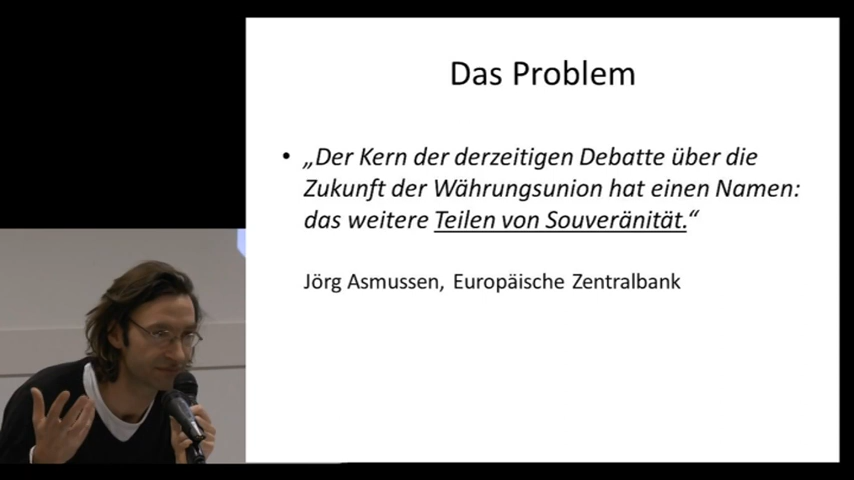 Das Problem
• „Der Kern der derzeitigen Debatte über die
Zukunft der Währungsunion hat einen Namen:
das weitere Teilen von Souveränität.“
Jörg Asmussen, Europäische Zentralbank